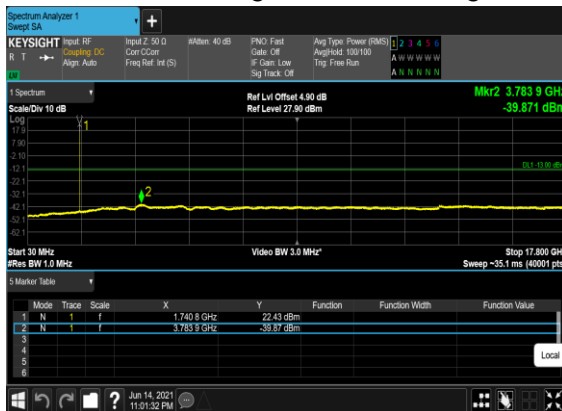 Spectrum Analyzer 1
Swept SA
+
KEYSIGHT Input: RF Input Z: 50 Ω #Atten: 40 dB PNO: Fast Avg Type: Power (RMS) 1 2 3 4 5 6
R T Coupling: DC Corr CCorr Gate: Off Avg|Hold: 100/100 A W W W W W
Align: Auto Freq Ref: Int (S) IF Gain: Low Trig: Free Run
Sig Track: Off A N N N N N
1 Spectrum
Ref Lvl Offset 4.90 dB Mkr2 3.783 9 GHz
Scale/Div 10 dB Ref Level 27.90 dBm -39.871 dBm
Log
17.9 1
7.90
-2.10
-12.1 DL1 -13.00 dBm
-22.1
-32.1 2
-42.1
-52.1
-62.1
Start 30 MHz Video BW 3.0 MHz* Stop 17.800 GHz
#Res BW 1.0 MHz Sweep ~35.1 ms (40001 pts)
5 Marker Table
Mode Trace Scale X Y Function Function Width Function Value
1 N 1 f 1.740 8 GHz 22.43 dBm
2 N 1 f 3.783 9 GHz -39.87 dBm
3
4
5
6
Local
? Jun 14, 2021
11:01:32 PM